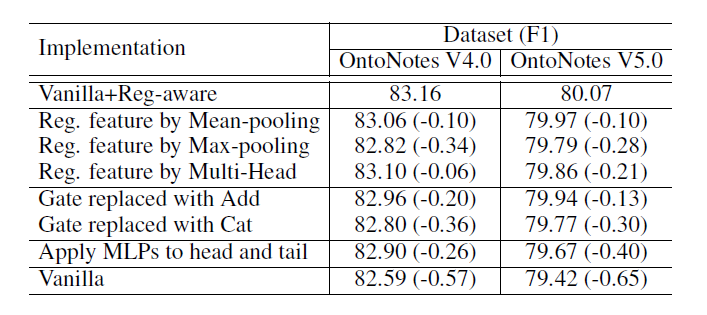 Implementation Dataset (F1)
OntoNotes V4.0 OntoNotes V5.0
Vanilla+Reg-aware 83.16 80.07
Reg. feature by Mean-pooling 83.06 (-0.10) 79.97 (-0.10)
Reg. feature by Max-pooling 82.82 (-0.34) 79.79 (-0.28)
Reg. feature by Multi-Head 83.10 (-0.06) 79.86 (-0.21)
Gate replaced with Add 82.96 (-0.20) 79.94 (-0.13)
Gate replaced with Cat 82.80 (-0.36) 79.77 (-0.30)
Apply MLPs to head and tail 82.90 (-0.26) 79.67 (-0.40)
Vanilla 82.59 (-0.57) 79.42 (-0.65)